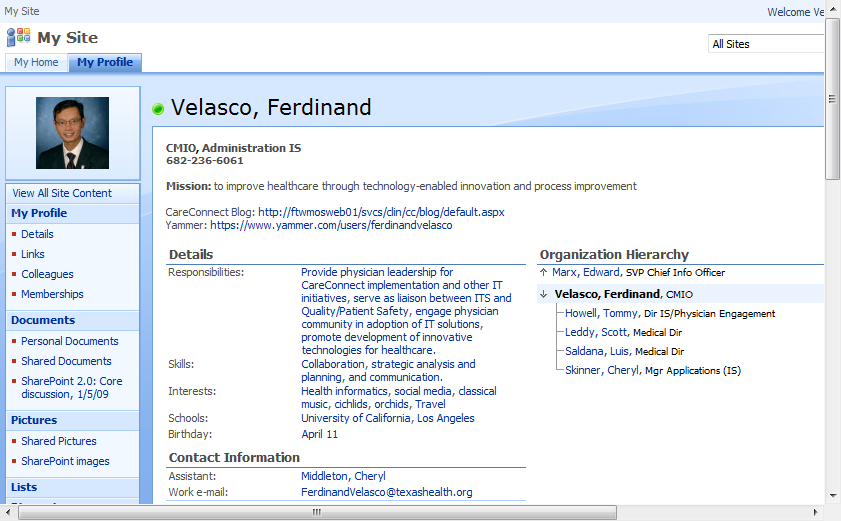 My Site
Welcome Ve
My Site
All Sites
My Home
My Profile
Velasco, Ferdinand
View All Site Content
My Profile
Details
Links
Colleagues
Memberships
Documents
Personal Documents
Shared Documents
SharePoint 2.0: Core
discussion, 1/5/09
Pictures
Shared Pictures
SharePoint images
Lists
CMIO, Administration IS
682-236-6061
Mission: to improve healthcare through technology-enabled innovation and process improvement
CareConnect Blog: http://ftwmosweb01/svcs/clin/cc/blog/default.aspx
Yammer: https://www.yammer.com/users/ferdinandvelasco
Details
Responsibilities: Provide physician leadership for
CareConnect implementation and other IT
initiatives, serve as liaison between ITS and
Quality/Patient Safety, engage physician
community in adoption of IT solutions,
promote development of innovative
technologies for healthcare.
Skills: Collaboration, strategic analysis and
planning, and communication.
Interests: Health informatics, social media, classical
music, cichlids, orchids, Travel
Schools: University of California, Los Angeles
Birthday: April 11
Contact Information
Assistant: Middleton, Cheryl
Work e-mail: FerdinandVelasco@texashealth.org
Organization Hierarchy
Marx, Edward, SVP Chief Info Officer
Velasco, Ferdinand, CMIO
Howell, Tommy, Dir IS/Physician Engagement
Leddy, Scott, Medical Dir
Saldana, Luis, Medical Dir
Skinner, Cheryl, Mgr Applications (IS)